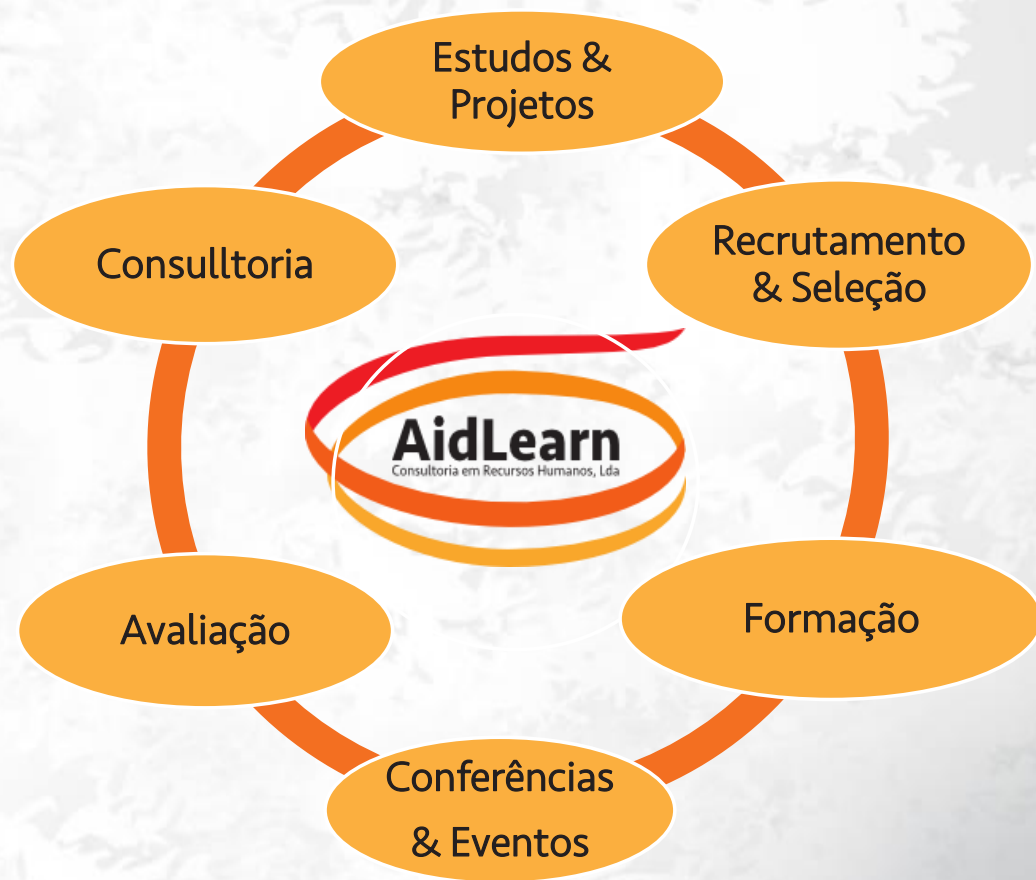 Estudos &
Projetos
Consulltoria
Recrutamento
& Seleção
AidLearn
Consultoria em Recursos Humanos, Lda
Avaliação
Formação
Conferências
& Eventos